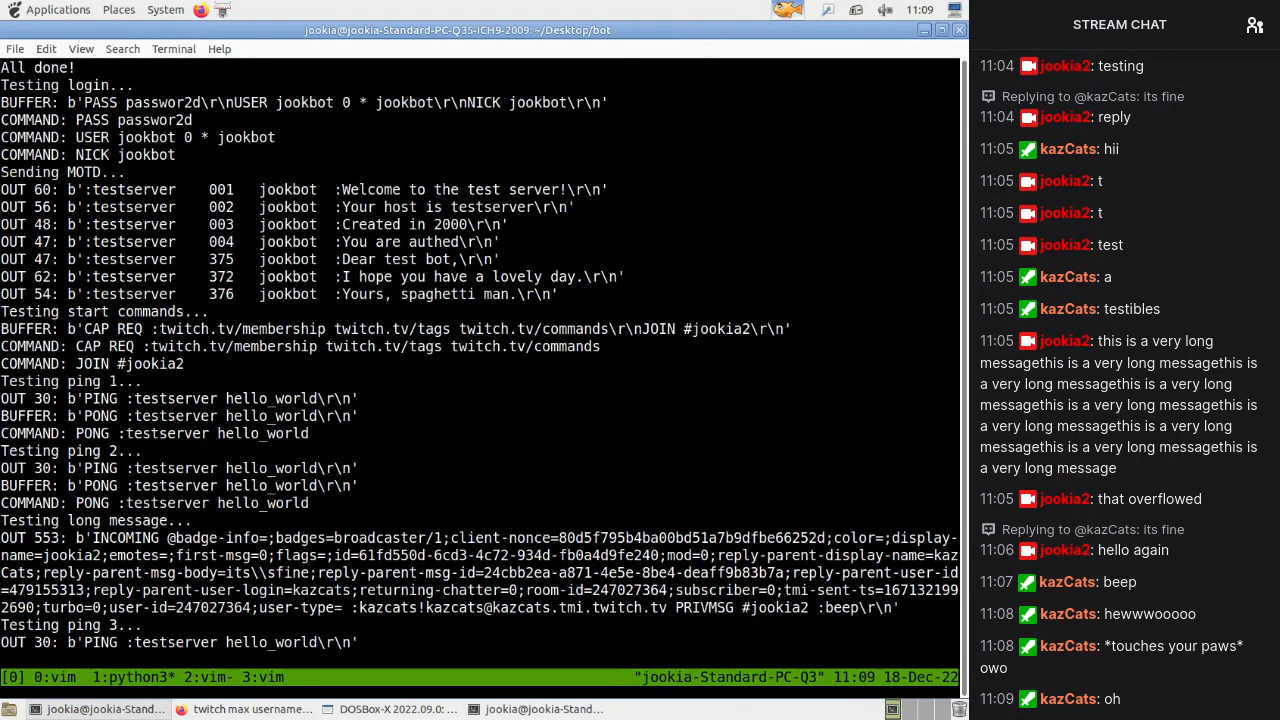 Applications Places System 11:09
jookia@jookia-Standard-PC-Q35-ICH9-2009: ~/Desktop/bot
File Edit View Search Terminal Help
All done!
Testing login...
BUFFER: b'PASS passwor2d\r\nUSER jookbot 0 * jookbot\r\nNICK jookbot\r\n'
COMMAND: PASS passwor2d
COMMAND: USER jookbot 0 * jookbot
COMMAND: NICK jookbot
Sending MOTD...
OUT 60: b':testserver    001   jookbot  :Welcome to the test server!\r\n'
OUT 56: b':testserver    002   jookbot  :Your host is testserver\r\n'
OUT 48: b':testserver    003   jookbot  :Created in 2000\r\n'
OUT 47: b':testserver    004   jookbot  :You are authed\r\n'
OUT 47: b':testserver    375   jookbot  :Dear test bot,\r\n'
OUT 62: b':testserver    372   jookbot  :I hope you have a lovely day.\r\n'
OUT 54: b':testserver    376   jookbot  :Yours, spaghetti man.\r\n'
Testing start commands...
BUFFER: b'CAP REQ :twitch.tv/membership twitch.tv/tags twitch.tv/commands\r\nJOIN #jookia2\r\n'
COMMAND: CAP REQ :twitch.tv/membership twitch.tv/tags twitch.tv/commands
COMMAND: JOIN #jookia2
Testing ping 1...
OUT 30: b'PING :testserver hello_world\r\n'
BUFFER: b'PONG :testserver hello_world\r\n'
COMMAND: PONG :testserver hello_world
Testing ping 2...
OUT 30: b'PING :testserver hello_world\r\n'
BUFFER: b'PONG :testserver hello_world\r\n'
COMMAND: PONG :testserver hello_world
Testing long message...
OUT 553: b'INCOMING @badge-info=;badges=broadcaster/1;client-nonce=80d5f795b4ba00bd51a7b9dfbe66252d;color=;display-
name=jookia2;emotes=;first-msg=0;flags=;id=61fd550d-6cd3-4c72-934d-fb0a4d9fe240;mod=0;reply-parent-display-name=kaz
Cats;reply-parent-msg-body=its\\sfine;reply-parent-msg-id=24cbb2ea-a871-4e5e-8be4-deaff9b83b7a;reply-parent-user-id
=479155313;reply-parent-user-login=kazcats;returning-chatter=0;room-id=247027364;subscriber=0;tmi-sent-ts=167132199
2690;turbo=0;user-id=247027364;user-type= :kazcats!kazcats@kazcats.tmi.twitch.tv PRIVMSG #jookia2 :beep\r\n'
Testing ping 3...
OUT 30: b'PING :testserver hello_world\r\n'
[0] 0:vim  1:python3* 2:vim- 3:vim "jookia-Standard-PC-Q3" 11:09 18-Dec-22
jookia@jookia-Stand... twitch max username... DOSBox-X 2022.09.0: ... jookia@jookia-Stand...
STREAM CHAT
11:04 jookia2: testing
Replying to @kazCats: its fine
11:04 jookia2: reply
11:05 kazCats: hii
11:05 jookia2: t
11:05 jookia2: t
11:05 jookia2: test
11:05 kazCats: a
11:05 kazCats: testibles
11:05 jookia2: this is a very long
messagethis is a very long messagethis is
a very long messagethis is a very long
messagethis is a very long messagethis is
a very long messagethis is a very long
messagethis is a very long messagethis is
a very long message
11:05 jookia2: that overflowed
Replying to @kazCats: its fine
11:06 jookia2: hello again
11:07 kazCats: beep
11:08 kazCats: hewwwooooo
11:08 kazCats: *touches your paws*
owo
11:09 kazCats: oh